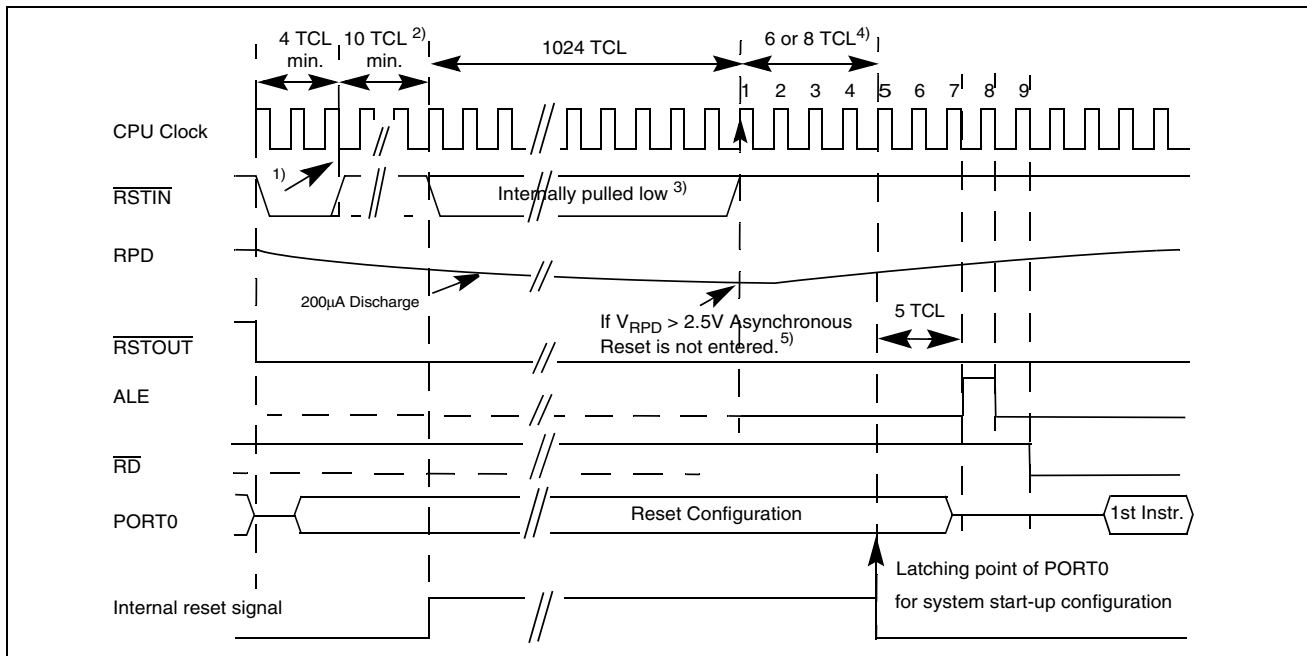 4 TCL
min.
10 TCL 2)
min.
1024 TCL
6 or 8 TCL4)
1 2 3 4 5 6 7 8 9
CPU Clock
1)
RSTIN
Internally pulled low 3)
RPD
200µA Discharge
If VRPD > 2.5V Asynchronous
Reset is not entered.5)
5 TCL
RSTOUT
ALE
RD
PORT0
Reset Configuration
1st Instr.
Latching point of PORT0
for system start-up configuration
Internal reset signal